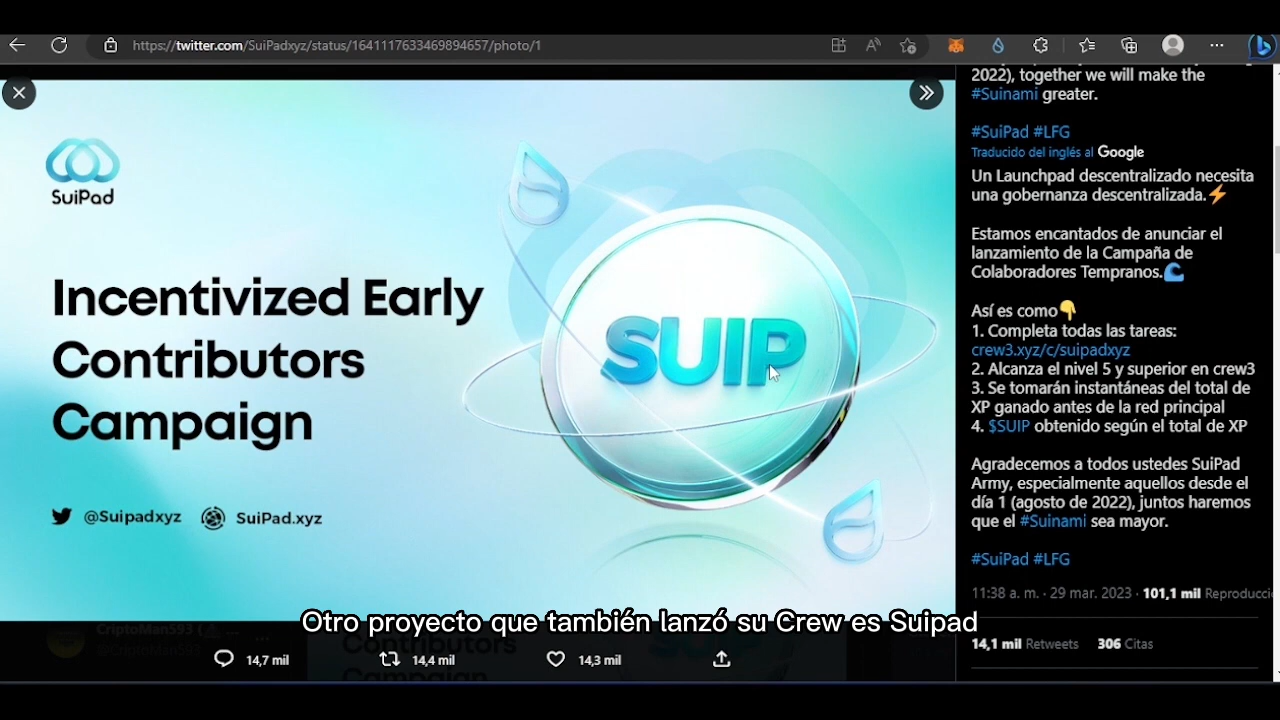 https://twitter.com/SuiPadxyz/status/1641117633469894657/photo/1
SuiPad
Incentivized Early
Contributors
Campaign
@Suipadxyz SuiPad.xyz
SUIP
2022), together we will make the
#Suinami greater.
#SuiPad #LFG
Traducido del inglés al Google
Un Launchpad descentralizado necesita
una gobernanza descentralizada.⚡
Estamos encantados de anunciar el
lanzamiento de la Campaña de
Colaboradores Tempranos.🌊
Así es como👇
1. Completa todas las tareas:
crew3.xyz/c/suipadxyz
2. Alcanza el nivel 5 y superior en crew3
3. Se tomarán instantáneas del total de
XP ganado antes de la red principal
4. $SUIP obtenido según el total de XP
Agradecemos a todos ustedes SuiPad
Army, especialmente aquellos desde el
día 1 (agosto de 2022), juntos haremos
que el #Suinami sea mayor.
#SuiPad #LFG
11:38 a. m. · 29 mar. 2023 · 101,1 mil Reproducci
14,1 mil Retweets 306 Citas
Otro proyecto que también lanzó su Crew es Suipad
CriptoMan593
Contributors
Campaign
14,7 mil 14,4 mil 14,3 mil